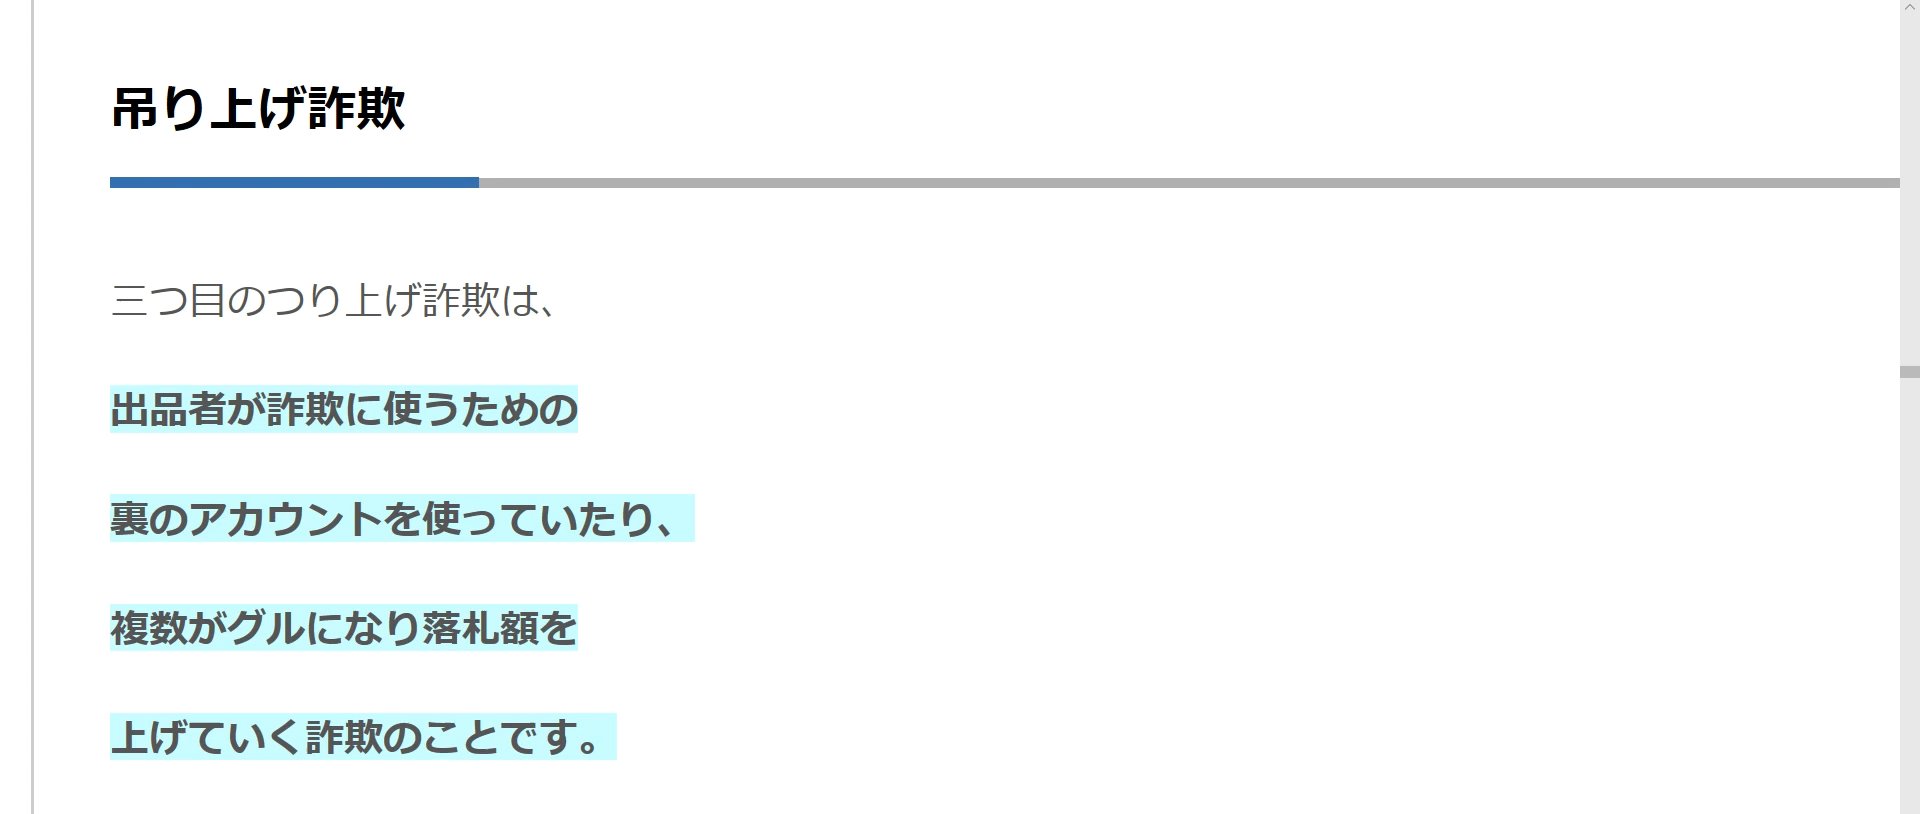 吊り上げ詐欺
三つ目のつり上げ詐欺は、
出品者が詐欺に使うための
裏のアカウントを使っていたり、
複数がグルになり落札額を
上げていく詐欺のことです。